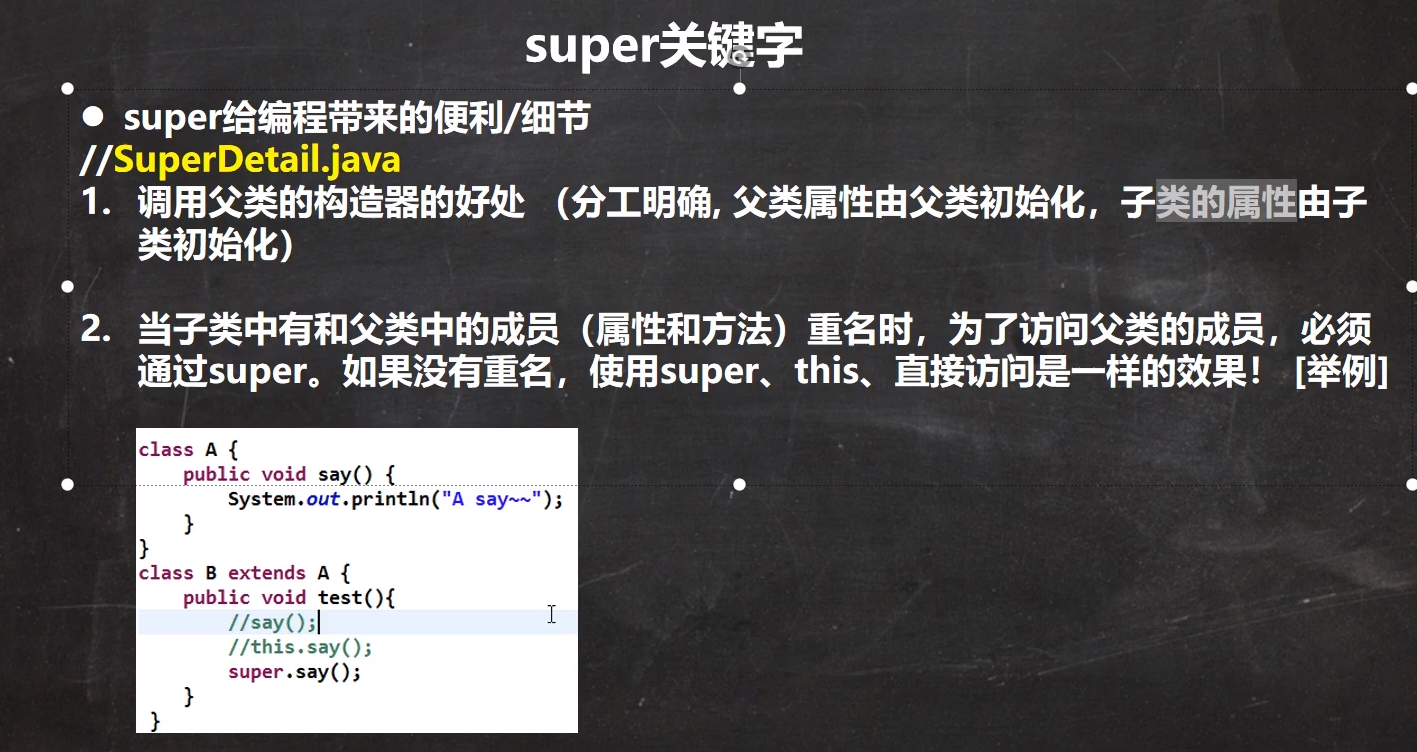 super关键字
● super给编程带来的便利/细节
//SuperDetail.java
1. 调用父类的构造器的好处 （分工明确, 父类属性由父类初始化，子类的属性由子
类初始化）
2. 当子类中有和父类中的成员（属性和方法）重名时，为了访问父类的成员，必须
通过super。如果没有重名，使用super、this、直接访问是一样的效果！ [举例]
class A {
    public void say() {
        System.out.println("A say~~");
    }
}
class B extends A {
    public void test(){
        //say();
        //this.say();
        super.say();
    }
}